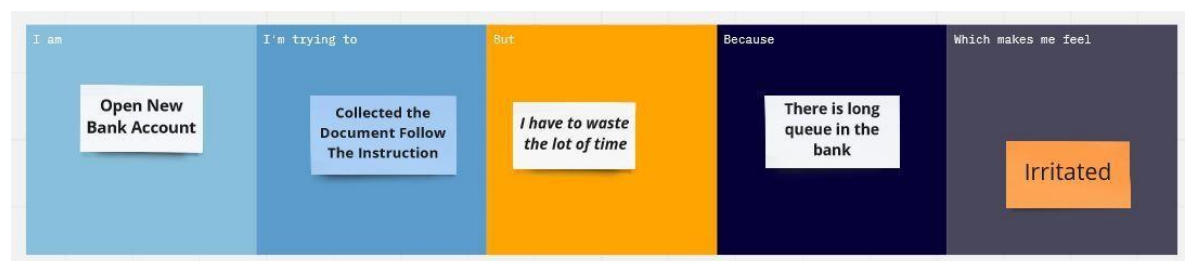 I am
Open New
Bank Account
I'm trying to
Collected the
Document Follow
The Instruction
But
I have to waste
the lot of time
Because
There is long
queue in the
bank
Which makes me feel
Irritated